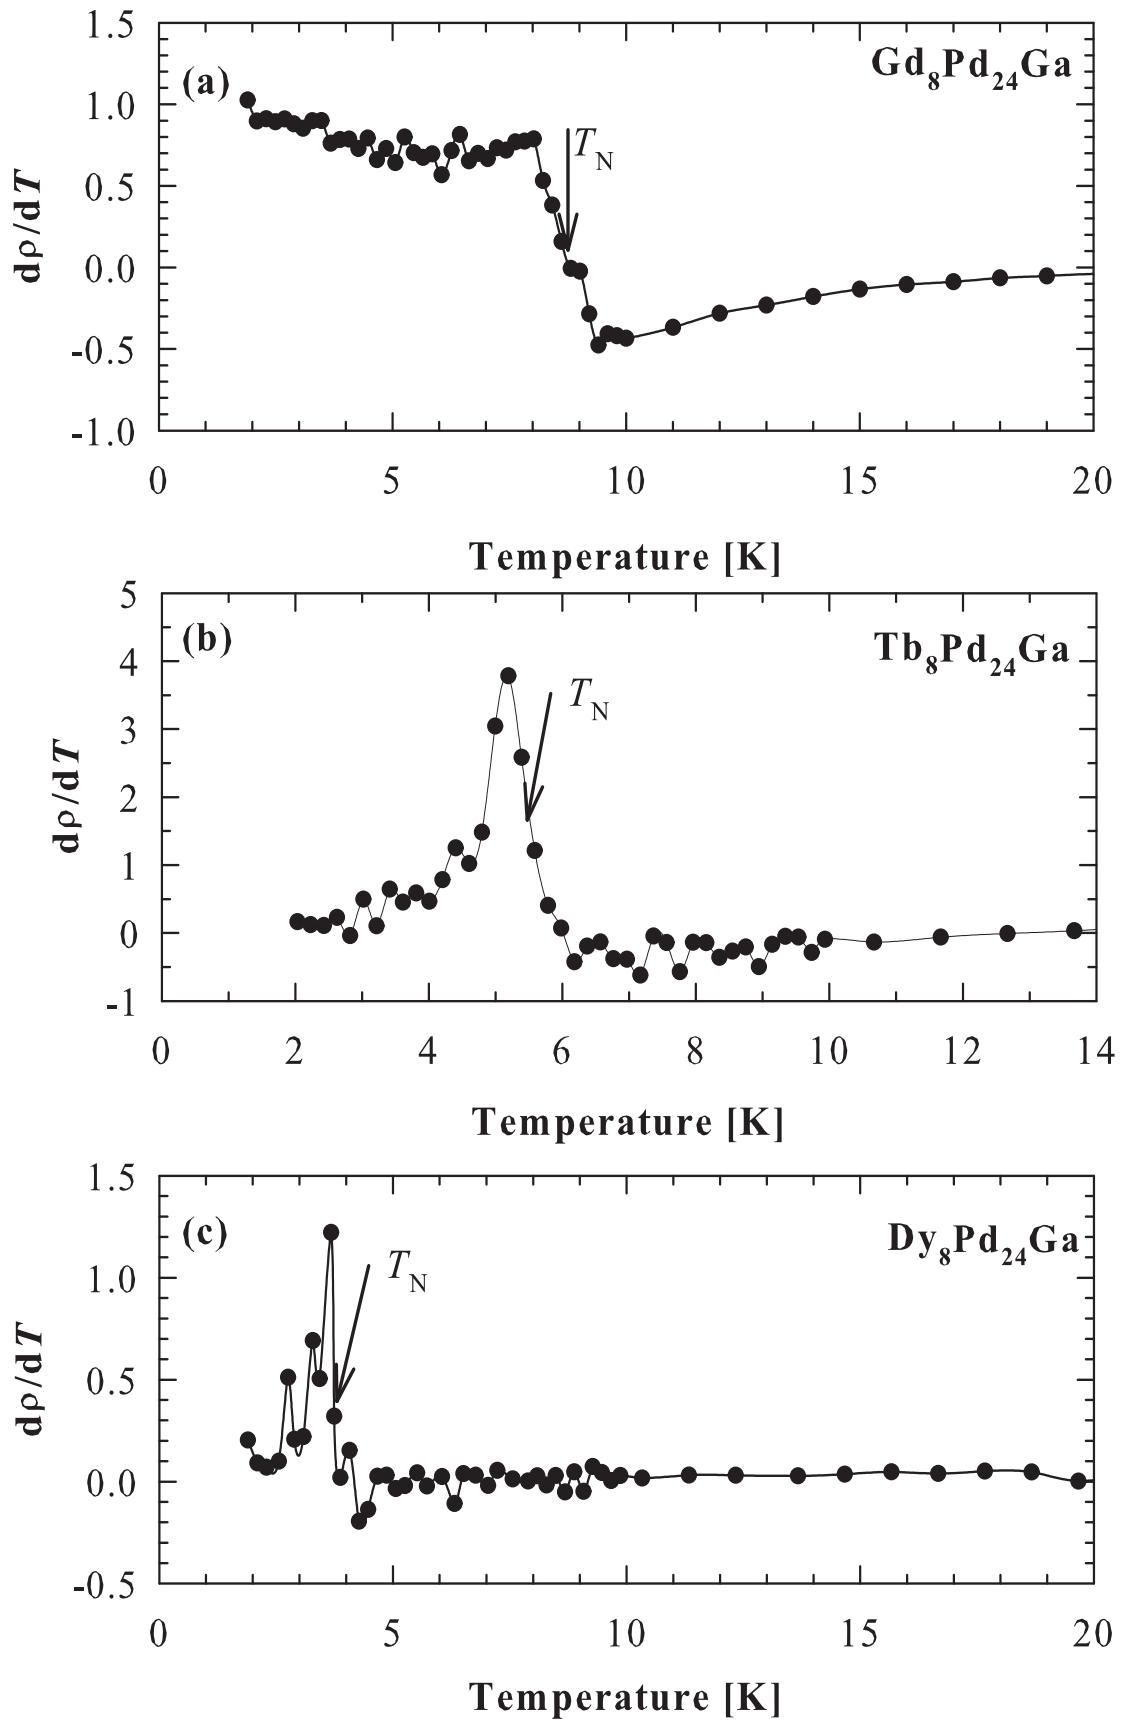 (a)
Gd8Pd24Ga
TN
dρ/dT
1.5
1.0
0.5
0.0
-0.5
-1.0
0 5 10 15 20
Temperature [K]
(b)
Tb8Pd24Ga
TN
dρ/dT
5
4
3
2
1
0
-1
0 2 4 6 8 10 12 14
Temperature [K]
(c)
Dy8Pd24Ga
TN
dρ/dT
1.5
1.0
0.5
0.0
-0.5
0 5 10 15 20
Temperature [K]